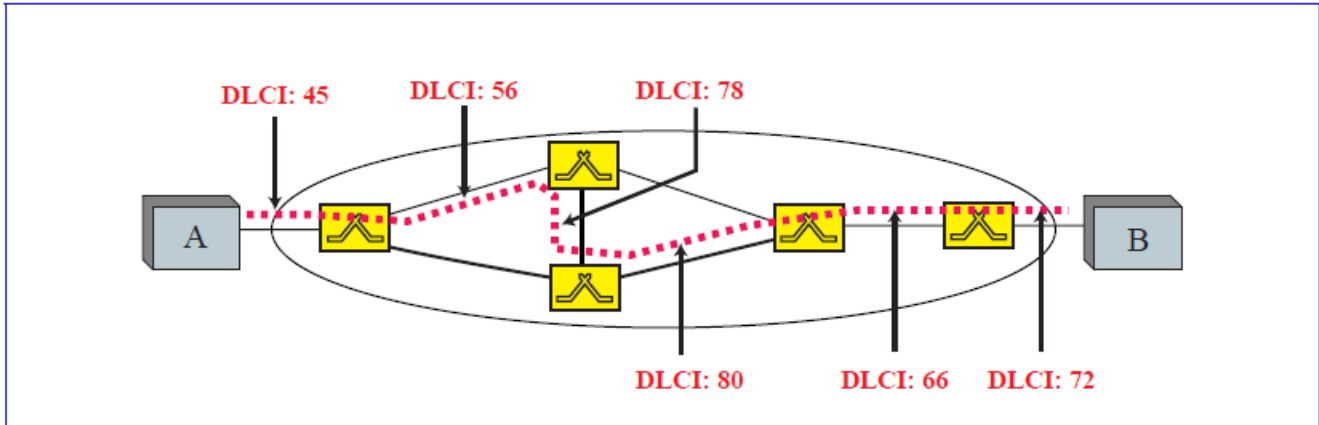 DLCI: 45
DLCI: 56
DLCI: 78
A
B
DLCI: 80
DLCI: 66
DLCI: 72